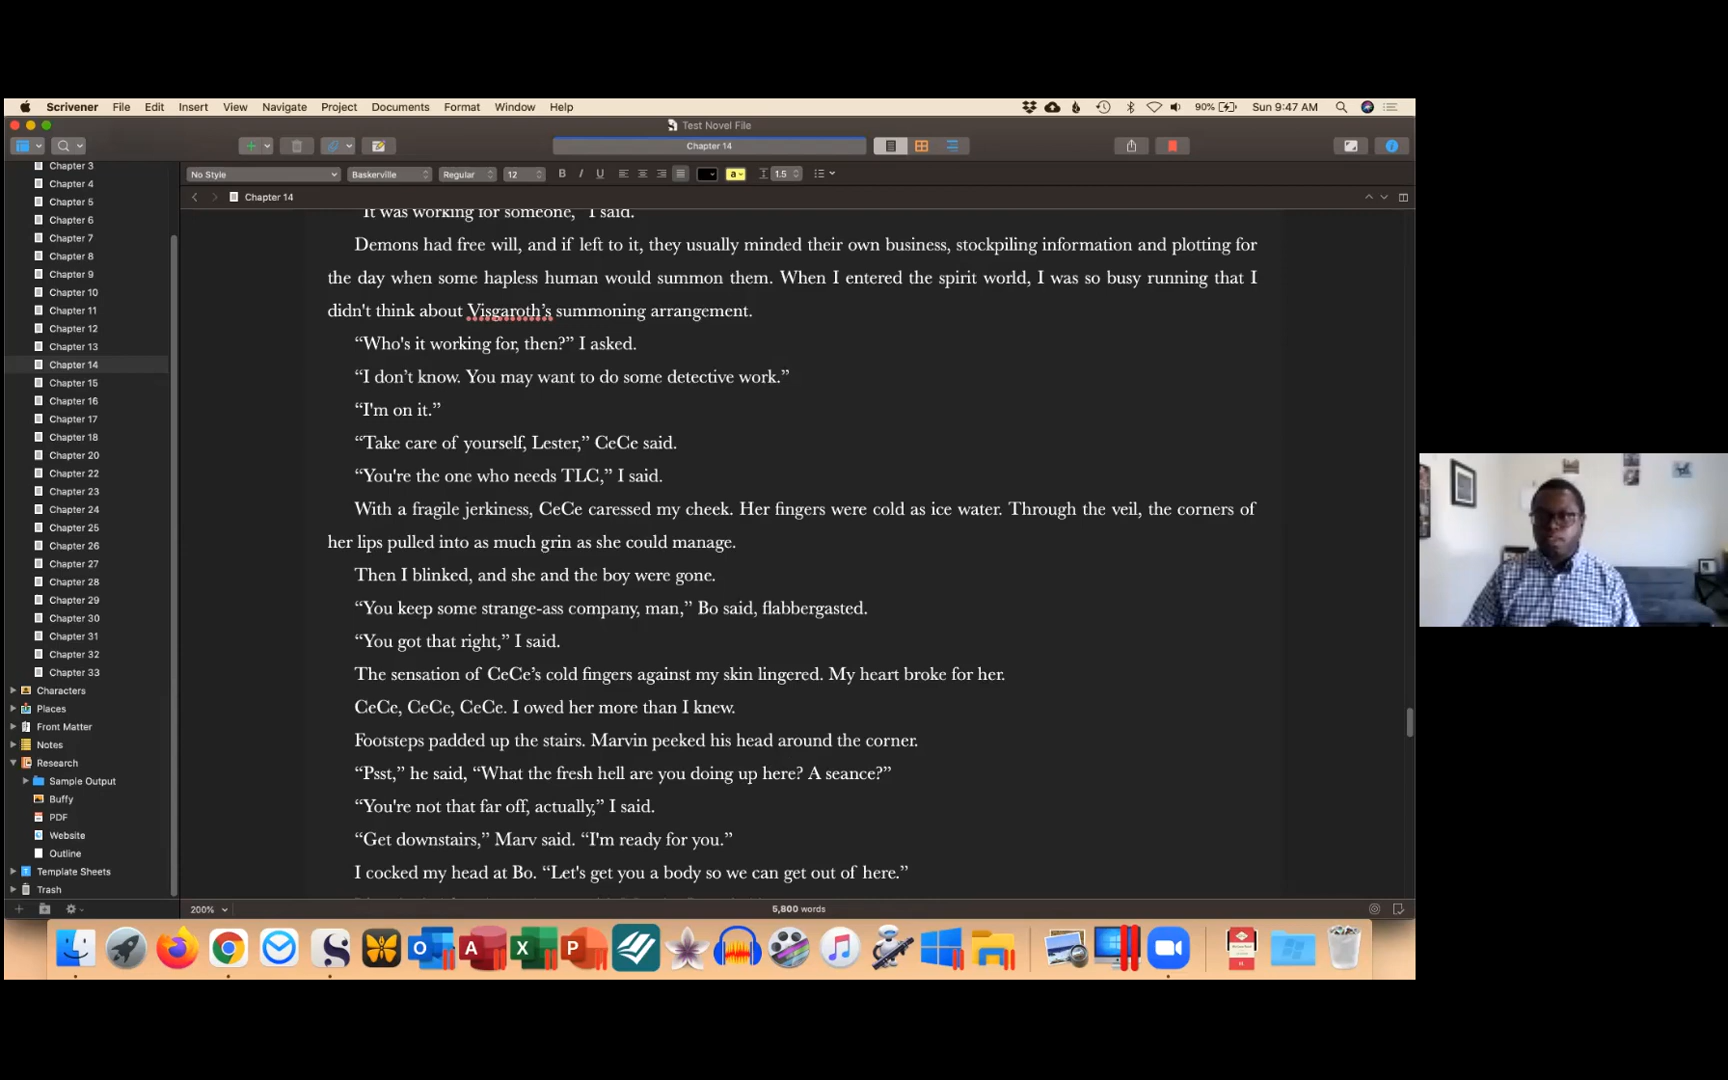 Scrivener File Edit Insert View Navigate Project Documents Format Window Help 90% Sun 9:47 AM
Test Novel File
Chapter 14
No Style Baskerville Regular 12 B I U a 1.5
Chapter 14
Chapter 3
Chapter 4
Chapter 5
Chapter 6
Chapter 7
Chapter 8
Chapter 9
Chapter 10
Chapter 11
Chapter 12
Chapter 13
Chapter 14
Chapter 15
Chapter 16
Chapter 17
Chapter 18
Chapter 20
Chapter 22
Chapter 23
Chapter 24
Chapter 25
Chapter 26
Chapter 27
Chapter 28
Chapter 29
Chapter 30
Chapter 31
Chapter 32
Chapter 33
Characters
Places
Front Matter
Notes
Research
Sample Output
Buffy
PDF
Website
Outline
Template Sheets
Trash
“It was working for someone,” I said.
Demons had free will, and if left to it, they usually minded their own business, stockpiling information and plotting for
the day when some hapless human would summon them. When I entered the spirit world, I was so busy running that I
didn't think about Visgaroth’s summoning arrangement.
“Who's it working for, then?” I asked.
“I don’t know. You may want to do some detective work.”
“I'm on it.”
“Take care of yourself, Lester,” CeCe said.
“You're the one who needs TLC,” I said.
With a fragile jerkiness, CeCe caressed my cheek. Her fingers were cold as ice water. Through the veil, the corners of
her lips pulled into as much grin as she could manage.
Then I blinked, and she and the boy were gone.
“You keep some strange-ass company, man,” Bo said, flabbergasted.
“You got that right,” I said.
The sensation of CeCe’s cold fingers against my skin lingered. My heart broke for her.
CeCe, CeCe, CeCe. I owed her more than I knew.
Footsteps padded up the stairs. Marvin peeked his head around the corner.
“Psst,” he said, “What the fresh hell are you doing up here? A seance?”
“You're not that far off, actually,” I said.
“Get downstairs,” Marv said. “I'm ready for you.”
I cocked my head at Bo. “Let's get you a body so we can get out of here.”
200% 5,800 words